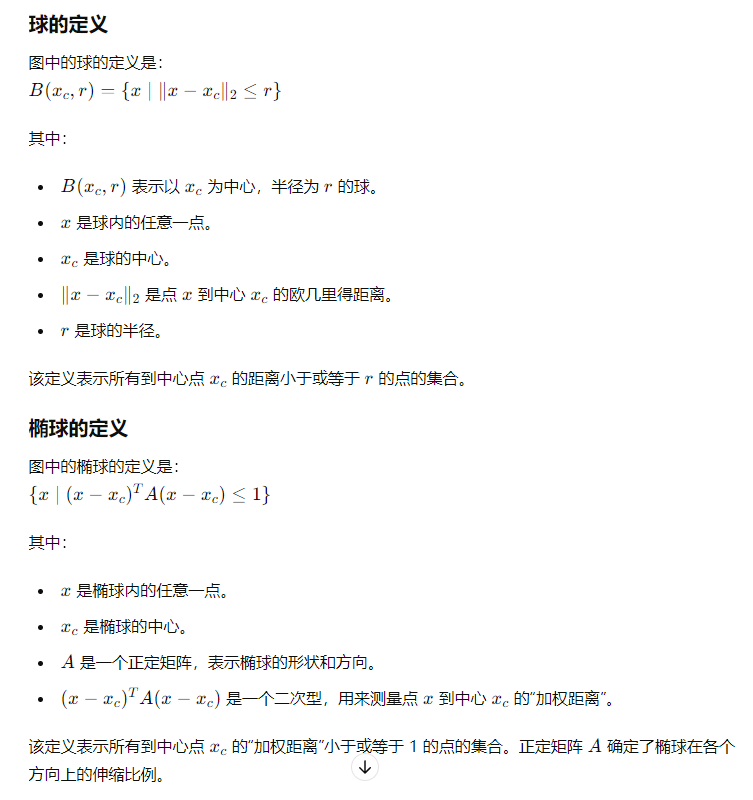 球的定义
图中的球的定义是：
B(x_c, r) = {x | ‖x − x_c‖₂ ≤ r}
其中：
• B(x_c, r) 表示以 x_c 为中心，半径为 r 的球。
• x 是球内的任意一点。
• x_c 是球的中心。
• ‖x − x_c‖₂ 是点 x 到中心 x_c 的欧几里得距离。
• r 是球的半径。
该定义表示所有到中心点 x_c 的距离小于或等于 r 的点的集合。
椭球的定义
图中的椭球的定义是：
{x | (x − x_c)^T A(x − x_c) ≤ 1}
其中：
• x 是椭球内的任意一点。
• x_c 是椭球的中心。
• A 是一个正定矩阵，表示椭球的形状和方向。
• (x − x_c)^T A(x − x_c) 是一个二次型，用来测量点 x 到中心 x_c 的“加权距离”。
该定义表示所有到中心点 x_c 的“加权距离”小于或等于 1 的点的集合。正定矩阵 A 确定了椭球在各个
方向上的伸缩比例。